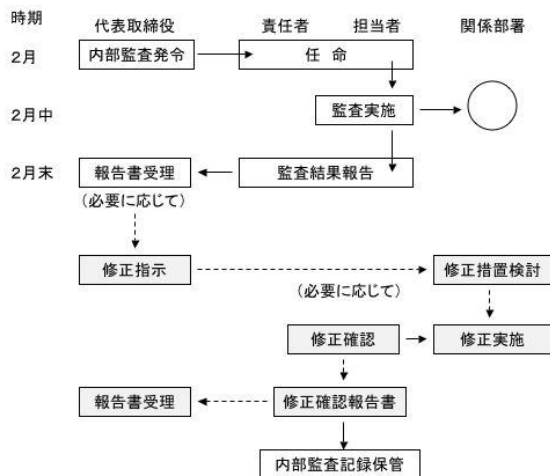 時期
代表取締役 責任者 担当者 関係部署
2月 内部監査発令 任 命
2月中 監査実施
2月末 報告書受理 監査結果報告
(必要に応じて)
修正指示 修正措置検討
(必要に応じて)
修正確認 修正実施
報告書受理 修正確認報告書
内部監査記録保管